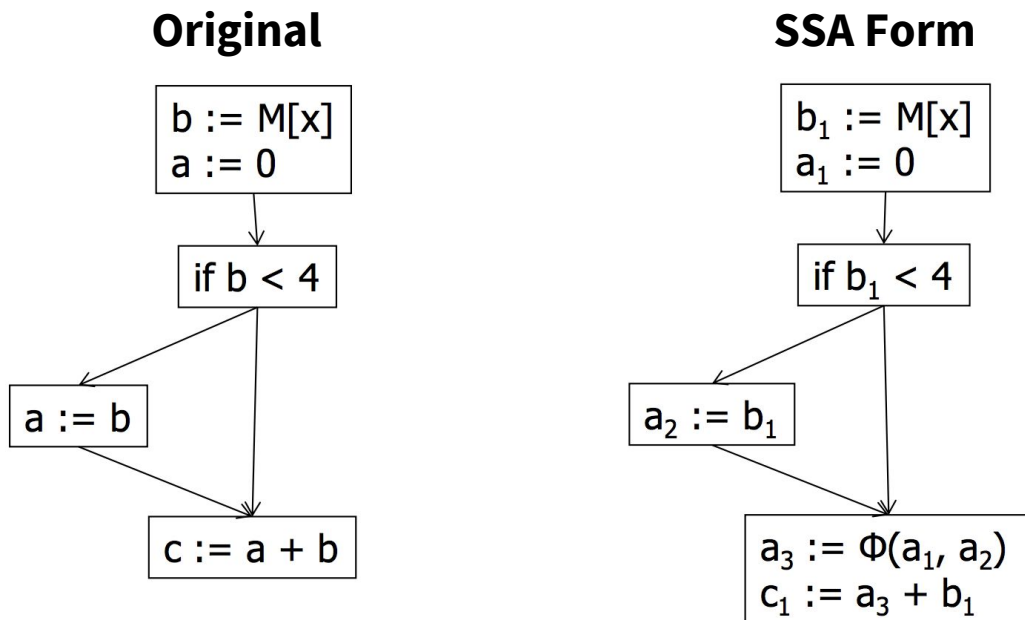 Original
b := M[x]
a := 0
if b < 4
a := b
c := a + b
SSA Form
b₁ := M[x]
a₁ := 0
if b₁ < 4
a₂ := b₁
a₃ := Φ(a₁, a₂)
c₁ := a₃ + b₁